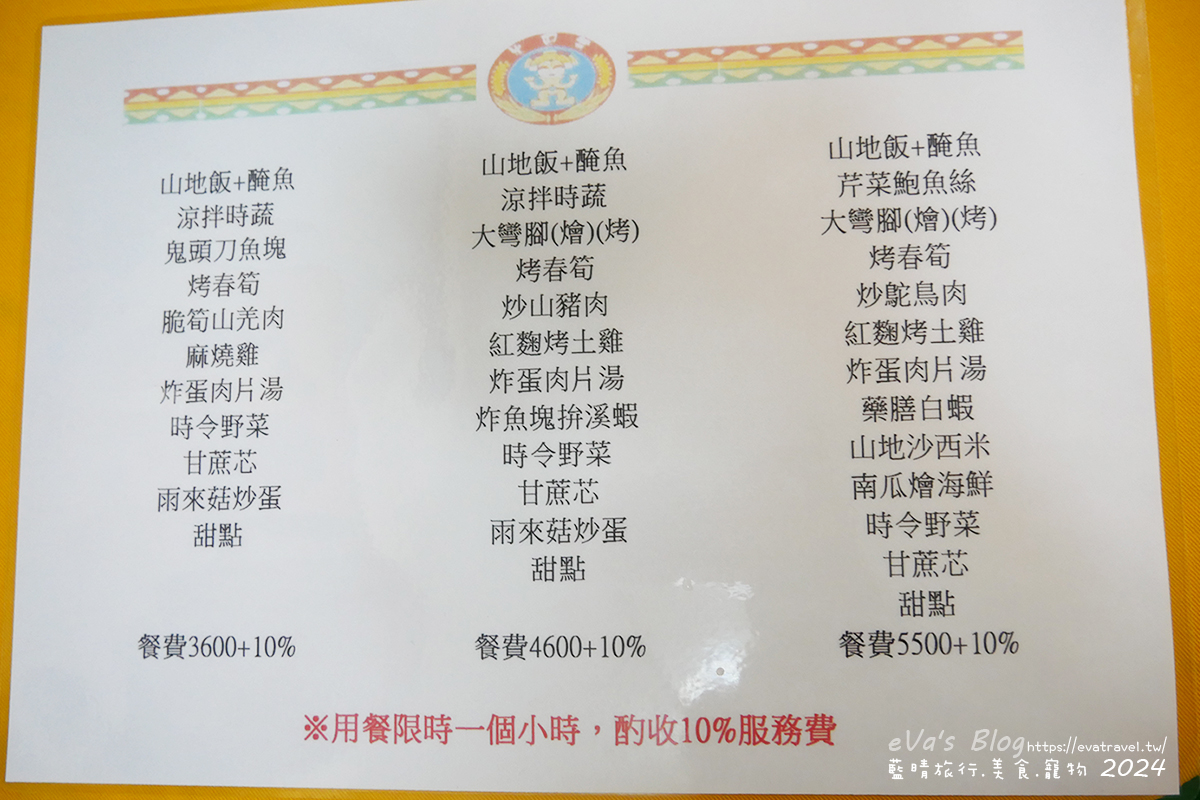 山地飯+醃魚
涼拌時蔬
鬼頭刀魚塊
烤春筍
脆筍山羌肉
麻燒雞
炸蛋肉片湯
時令野菜
甘蔗芯
雨來菇炒蛋
甜點
餐費3600+10%
山地飯+醃魚
涼拌時蔬
大彎腳(燴)(烤)
烤春筍
炒山豬肉
紅麴烤土雞
炸蛋肉片湯
炸魚塊拚溪蝦
時令野菜
甘蔗芯
雨來菇炒蛋
甜點
餐費4600+10%
山地飯+醃魚
芹菜鮑魚絲
大彎腳(燴)(烤)
烤春筍
炒鴕鳥肉
紅麴烤土雞
炸蛋肉片湯
藥膳白蝦
山地沙西米
南瓜燴海鮮
時令野菜
甘蔗芯
甜點
餐費5500+10%
※用餐限時一個小時，酌收10%服務費
eVa's Blog https://evatravel.tw/
藍晴旅行.美食.寵物 2024